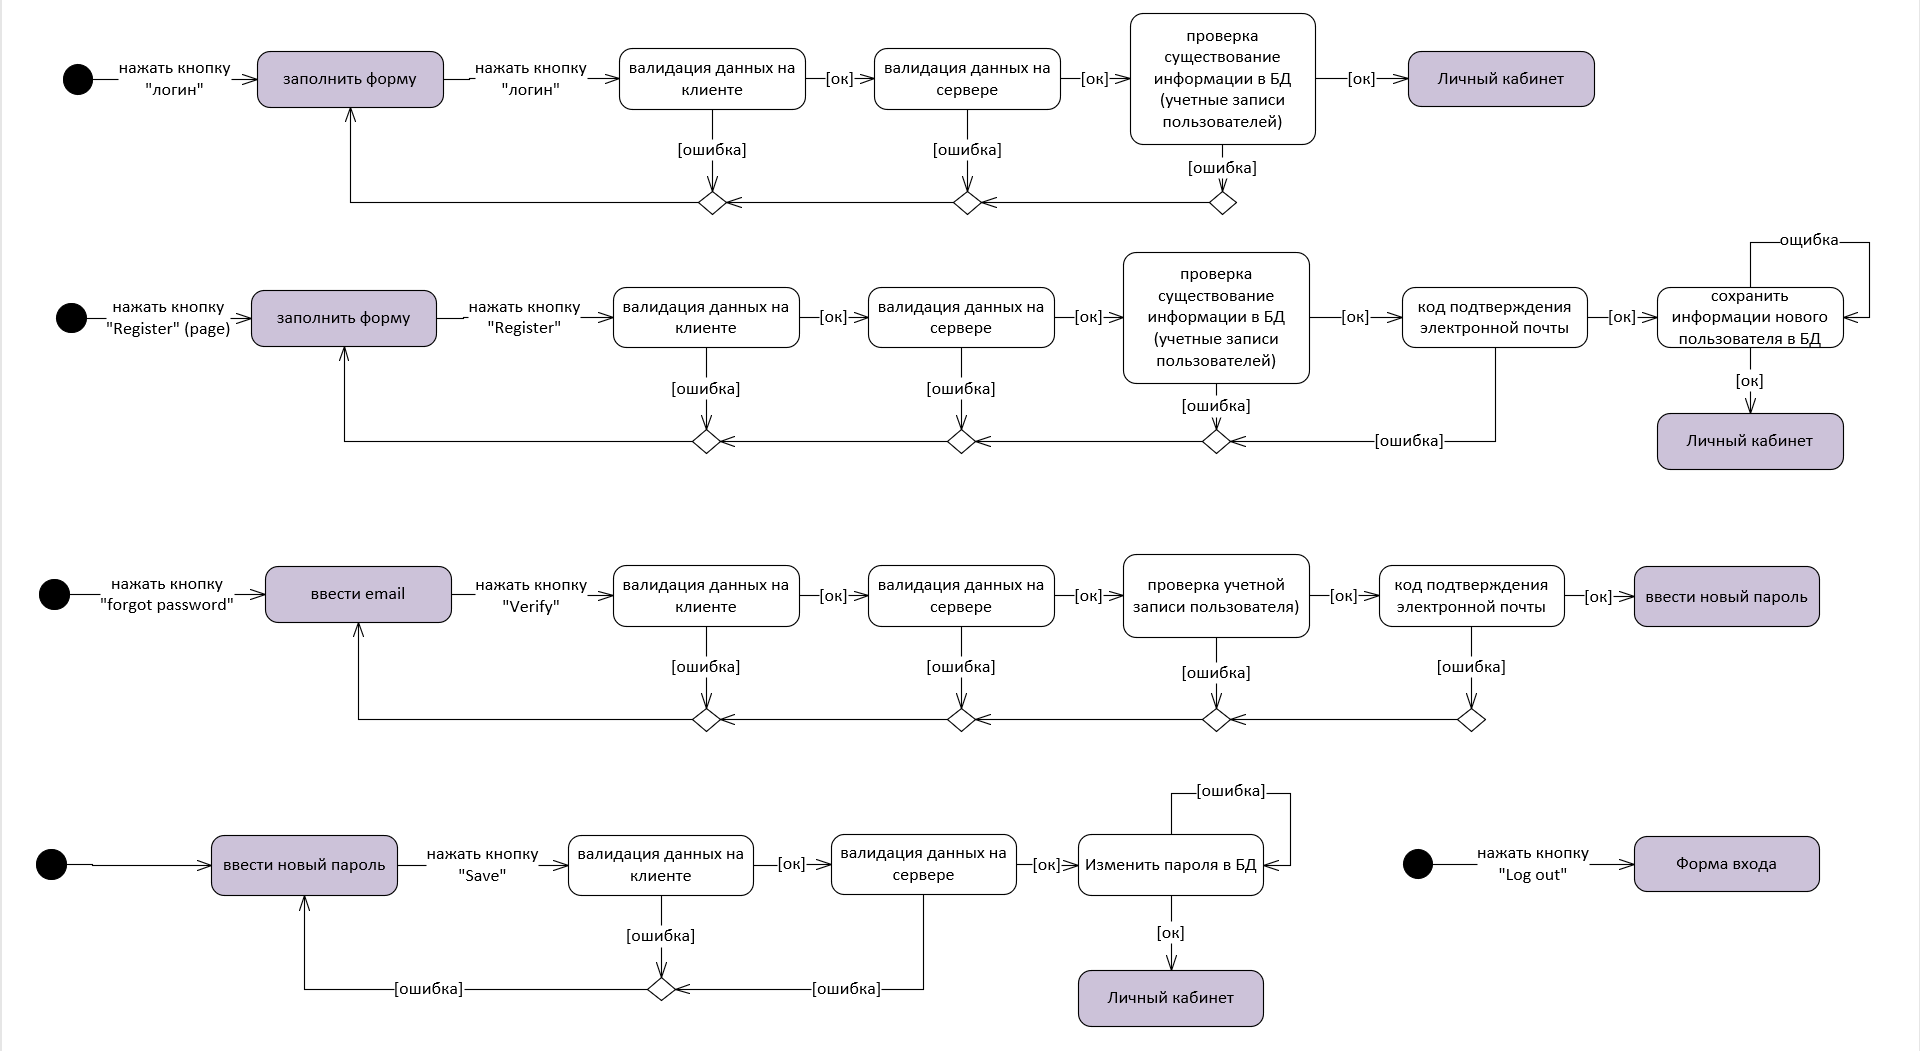 нажать кнопку
"логин"
заполнить форму
нажать кнопку
"логин"
валидация данных на
клиенте
[ок]
валидация данных на
сервере
[ок]
проверка
существование
информации в БД
(учетные записи
пользователей)
[ок]
Личный кабинет
[ошибка]
[ошибка]
[ошибка]
нажать кнопку
"Register" (page)
заполнить форму
нажать кнопку
"Register"
валидация данных на
клиенте
[ок]
валидация данных на
сервере
[ок]
проверка
существование
информации в БД
(учетные записи
пользователей)
[ок]
код подтверждения
электронной почты
[ок]
ощибка
сохранить
информации нового
пользователя в БД
[ок]
Личный кабинет
[ошибка]
[ошибка]
[ошибка]
[ошибка]
нажать кнопку
"forgot password"
ввести email
нажать кнопку
"Verify"
валидация данных на
клиенте
[ок]
валидация данных на
сервере
[ок]
проверка учетной
записи пользователя)
[ок]
код подтверждения
электронной почты
[ок]
ввести новый пароль
[ошибка]
[ошибка]
[ошибка]
[ошибка]
ввести новый пароль
нажать кнопку
"Save"
валидация данных на
клиенте
[ок]
валидация данных на
сервере
[ок]
[ошибка]
Изменить пароля в БД
[ок]
Личный кабинет
[ошибка]
[ошибка]
[ошибка]
нажать кнопку
"Log out"
Форма входа